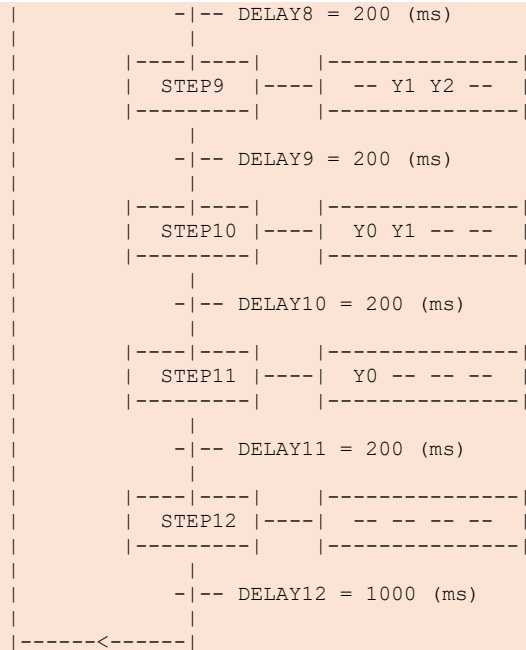 |             -|-- DELAY8 = 200 (ms)
|              |
|         |----|----|    |--------------|
|         |  STEP9  |----|  -- Y1 Y2 --  |
|         |---------|    |--------------|
|              |
|             -|-- DELAY9 = 200 (ms)
|              |
|         |----|----|    |--------------|
|         |  STEP10 |----|  Y0 Y1 -- --  |
|         |---------|    |--------------|
|              |
|             -|-- DELAY10 = 200 (ms)
|              |
|         |----|----|    |--------------|
|         |  STEP11 |----|  Y0 -- -- --  |
|         |---------|    |--------------|
|              |
|             -|-- DELAY11 = 200 (ms)
|              |
|         |----|----|    |--------------|
|         |  STEP12 |----|  -- -- -- --  |
|         |---------|    |--------------|
|              |
|             -|-- DELAY12 = 1000 (ms)
|              |
|------<-------|